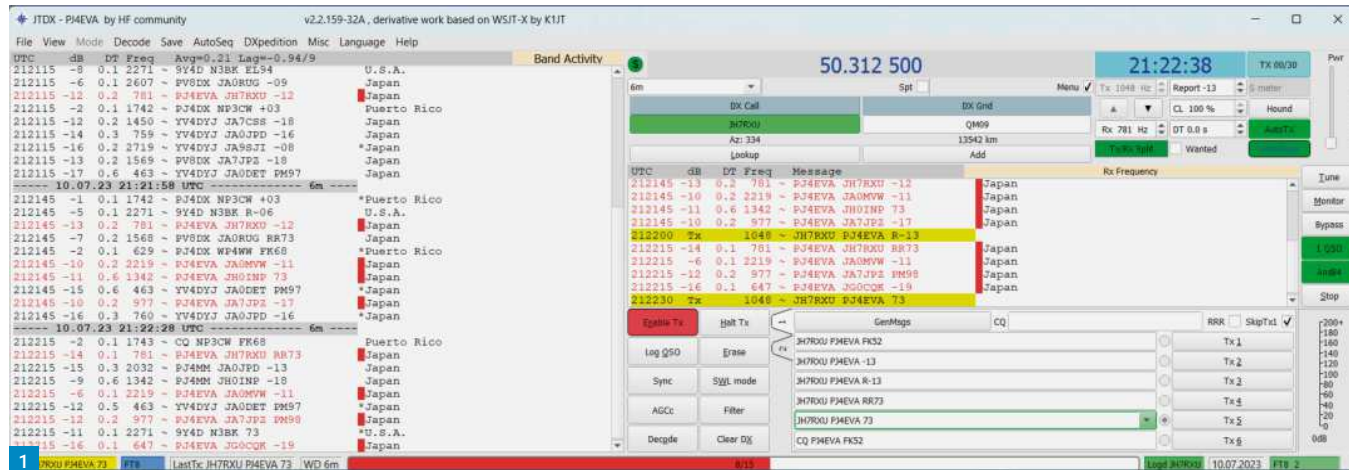 JTDX - PJ4EVA by HF community v2.2.159-32A , derivative work based on WSJT-X by K1JT
File View Mode Decode Save AutoSeq DXpedition Misc Language Help
UTC dB DT Freq Avg=0.21 Lag=-0.94/9 Band Activity
212115 -8 0.1 2271 ~ 9Y4D N3BK EL94 U.S.A.
212115 -6 0.1 2607 ~ PV8DX JA0RUG -09 Japan
212115 -12 0.2 781 ~ PJ4EVA JH7RXU -12 Japan
212115 -2 0.1 1742 ~ PJ4DX NP3CW +03 Puerto Rico
212115 -12 0.2 1450 ~ YV4DYJ JA7CSS -18 Japan
212115 -14 0.3 759 ~ YV4DYJ JA0JPD -16 Japan
212115 -16 0.2 2719 ~ YV4DYJ JA9SJI -08 *Japan
212115 -13 0.2 1569 ~ PV8DX JA7JPZ -18 Japan
212115 -17 0.6 463 ~ YV4DYJ JA0DET PM97 Japan
----- 10.07.23 21:21:58 UTC ------------- 6m ----
212145 -1 0.1 1742 ~ PJ4DX NP3CW +03 *Puerto Rico
212145 -5 0.1 2271 ~ 9Y4D N3BK R-06 U.S.A.
212145 -13 0.2 781 ~ PJ4EVA JH7RXU -12 Japan
212145 -7 0.2 1568 ~ PV8DX JA0RUG RR73 Japan
212145 -2 0.1 629 ~ PJ4DX WP4WW FK68 *Puerto Rico
212145 -10 0.2 2219 ~ PJ4EVA JA0MVW -11 Japan
212145 -11 0.6 1342 ~ PJ4EVA JH0INP 73 Japan
212145 -15 0.6 463 ~ YV4DYJ JA0DET PM97 *Japan
212145 -10 0.2 977 ~ PJ4EVA JA7JPZ -17 Japan
212145 -16 0.3 760 ~ YV4DYJ JA0JPD -16 *Japan
----- 10.07.23 21:22:28 UTC ------------- 6m ----
212215 -2 0.1 1743 ~ CQ NP3CW FK68 Puerto Rico
212215 -14 0.1 781 ~ PJ4EVA JH7RXU RR73 Japan
212215 -15 0.3 2032 ~ PJ4MM JA0JPD -13 Japan
212215 -9 0.6 1342 ~ PJ4MM JH0INP -18 Japan
212215 -6 0.1 2219 ~ PJ4EVA JA0MVW -11 Japan
212215 -12 0.5 463 ~ YV4DYJ JA0DET PM97 *Japan
212215 -12 0.2 977 ~ PJ4EVA JA7JPZ PM98 Japan
212215 -11 0.1 2271 ~ 9Y4D N3BK 73 *U.S.A.
212215 -16 0.1 647 ~ PJ4EVA JG0CQK -19 Japan
S 50.312 500 21:22:38 TX 00/30 Pwr
6m Spt Menu Tx 1048 Hz Report -13 S meter
DX Call DX Grid CL 100 % Hound
JH7RXU QM09 Rx 781 Hz DT 0.0 s AutoTX
Az: 334 13542 km Tx/Rx Split Wanted
Lookup Add
UTC dB DT Freq Message Rx Frequency
212145 -13 0.2 781 ~ PJ4EVA JH7RXU -12 Japan
212145 -10 0.2 2219 ~ PJ4EVA JA0MVW -11 Japan
212145 -11 0.6 1342 ~ PJ4EVA JH0INP 73 Japan
212145 -10 0.2 977 ~ PJ4EVA JA7JPZ -17 Japan
212200 Tx 1048 ~ JH7RXU PJ4EVA R-13
212215 -14 0.1 781 ~ PJ4EVA JH7RXU RR73 Japan
212215 -6 0.1 2219 ~ PJ4EVA JA0MVW -11 Japan
212215 -12 0.2 977 ~ PJ4EVA JA7JPZ PM98 Japan
212215 -16 0.1 647 ~ PJ4EVA JG0CQK -19 Japan
212230 Tx 1048 ~ JH7RXU PJ4EVA 73
Tune
Monitor
Bypass
1 QSO
AnsB4
Stop
Enable Tx Halt Tx 1 GenMsgs CQ RRR SkipTx1
2 JH7RXU PJ4EVA FK52 Tx 1
Log QSO Erase JH7RXU PJ4EVA -13 Tx 2
Sync SWL mode JH7RXU PJ4EVA R-13 Tx 3
JH7RXU PJ4EVA RR73 Tx 4
AGCc Filter JH7RXU PJ4EVA 73 Tx 5
Decode Clear DX CQ PJ4EVA FK52 Tx 6
200+
180
160
140
120
100
80
60
40
20
0
0dB
1 7RXU PJ4EVA 73 FT8 LastTx: JH7RXU PJ4EVA 73 WD 6m 8/15 Logd JH7RXU 10.07.2023 FT8 2